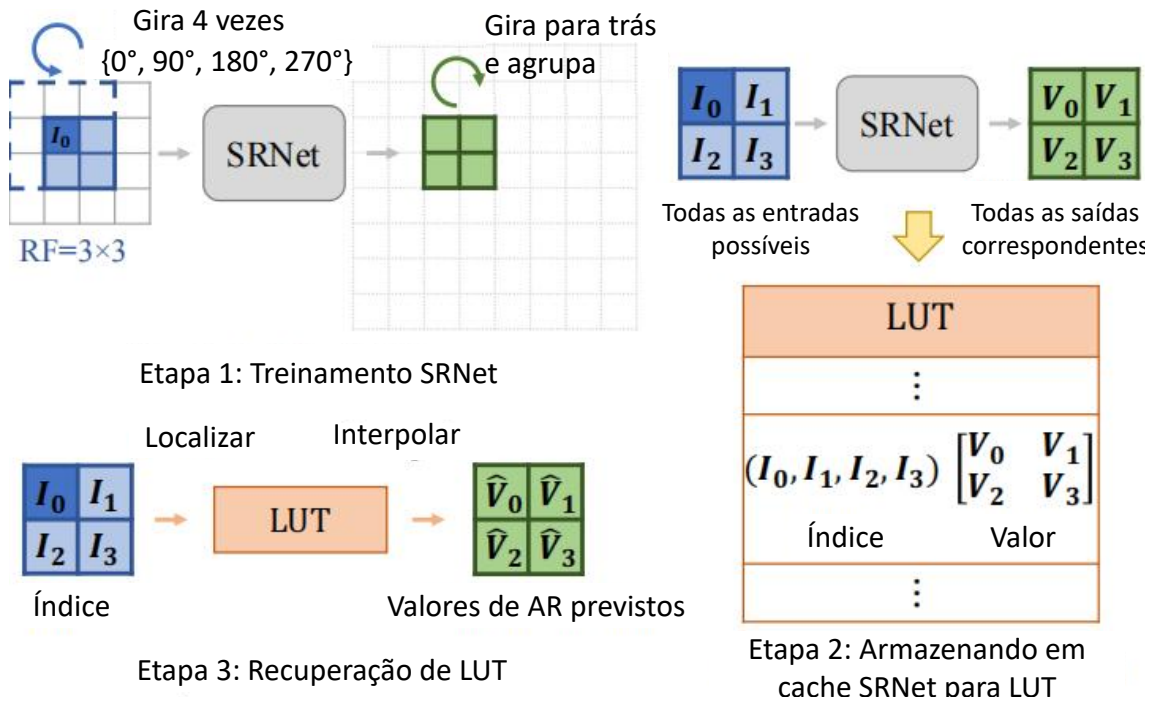 Gira 4 vezes
{0°, 90°, 180°, 270°}
I₀
SRNet
RF=3×3
Gira para trás
e agrupa
Etapa 1: Treinamento SRNet
I₀ I₁
I₂ I₃
SRNet
V₀ V₁
V₂ V₃
Todas as entradas
possíveis
Todas as saídas
correspondentes
LUT
⋮
(I₀, I₁, I₂, I₃) [V₀ V₁
V₂ V₃]
Índice Valor
⋮
Etapa 2: Armazenando em
cache SRNet para LUT
Localizar Interpolar
I₀ I₁
I₂ I₃
LUT
V̂₀ V̂₁
V̂₂ V̂₃
Índice
Valores de AR previstos
Etapa 3: Recuperação de LUT